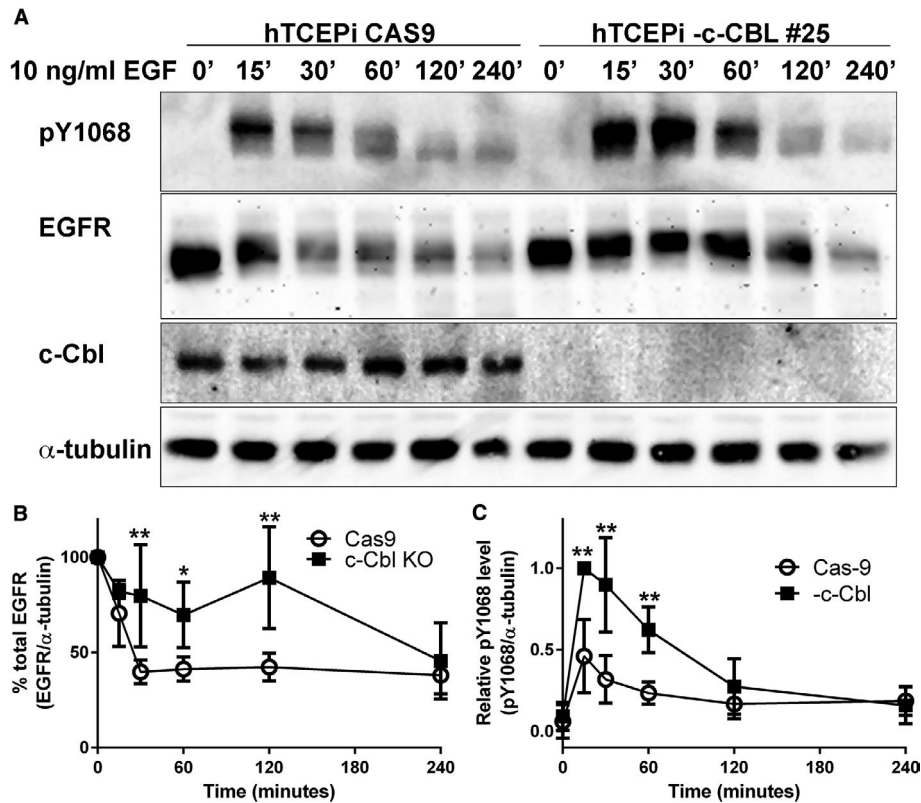 A
hTCEPi CAS9 hTCEPi -c-CBL #25
10 ng/ml EGF 0’ 15’ 30’ 60’ 120’ 240’ 0’ 15’ 30’ 60’ 120’ 240’
pY1068
EGFR
c-Cbl
α-tubulin
B
% total EGFR
(EGFR/α-tubulin)
100
50
0
** * **
Cas9
c-Cbl KO
0 60 120 180 240
Time (minutes)
C
Relative pY1068 level
(pY1068/α-tubulin)
1.0
0.5
0.0
** ** **
Cas-9
-c-Cbl
0 60 120 180 240
Time (minutes)